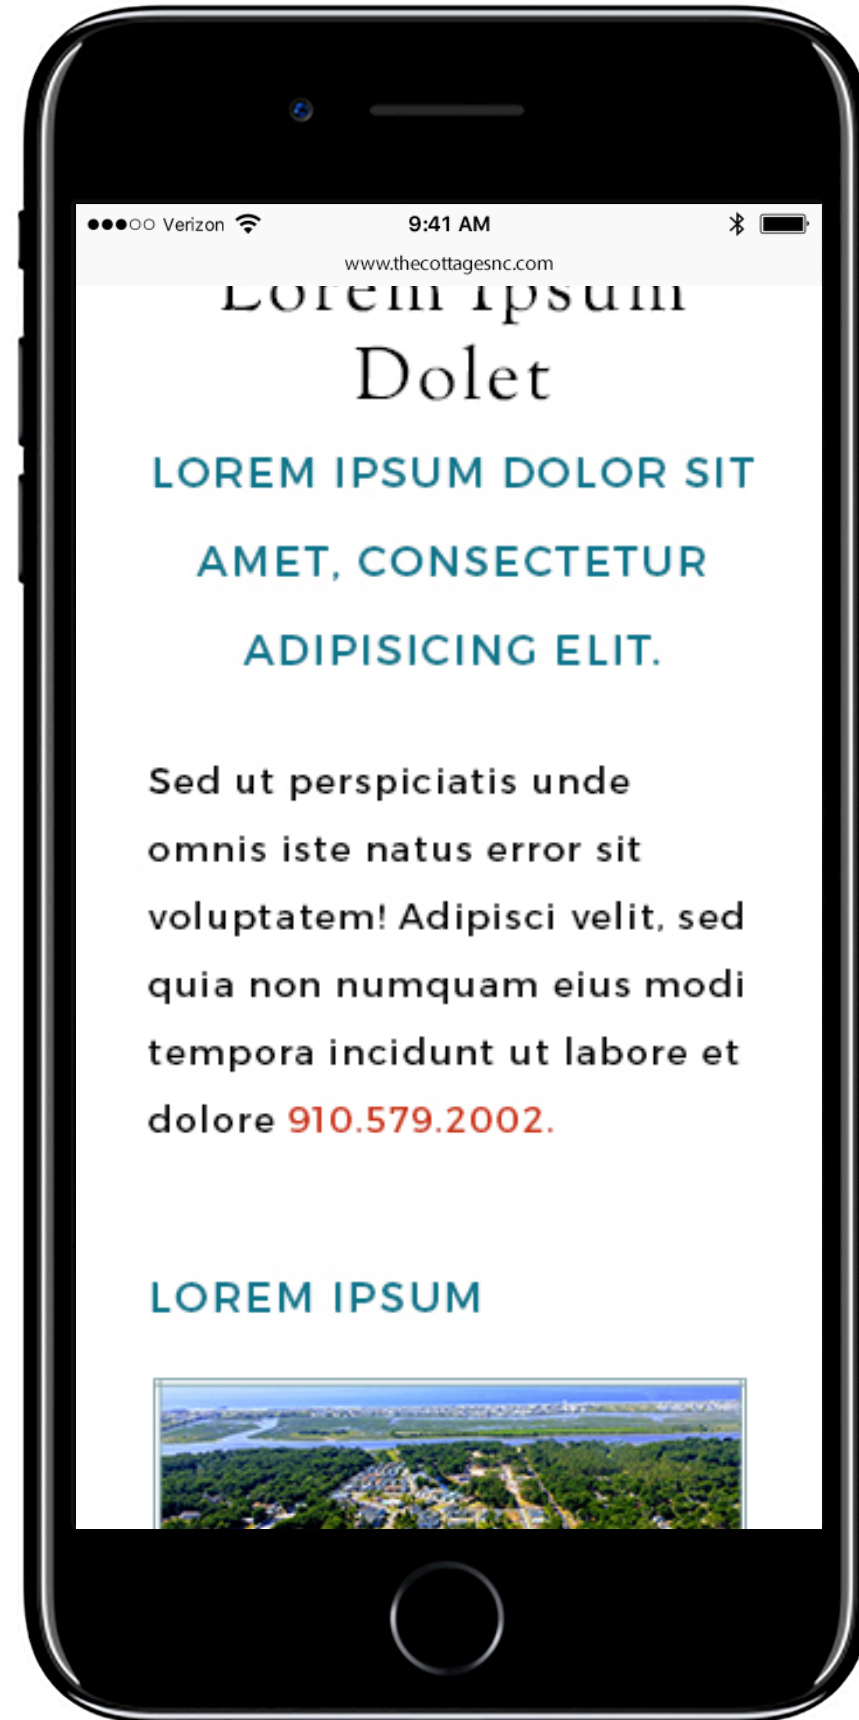 Verizon 9:41 AM
www.thecottagesnc.com
Lorem Ipsum
Dolet
LOREM IPSUM DOLOR SIT
AMET, CONSECTETUR
ADIPISICING ELIT.
Sed ut perspiciatis unde
omnis iste natus error sit
voluptatem! Adipisci velit, sed
quia non numquam eius modi
tempora incidunt ut labore et
dolore 910.579.2002.
LOREM IPSUM